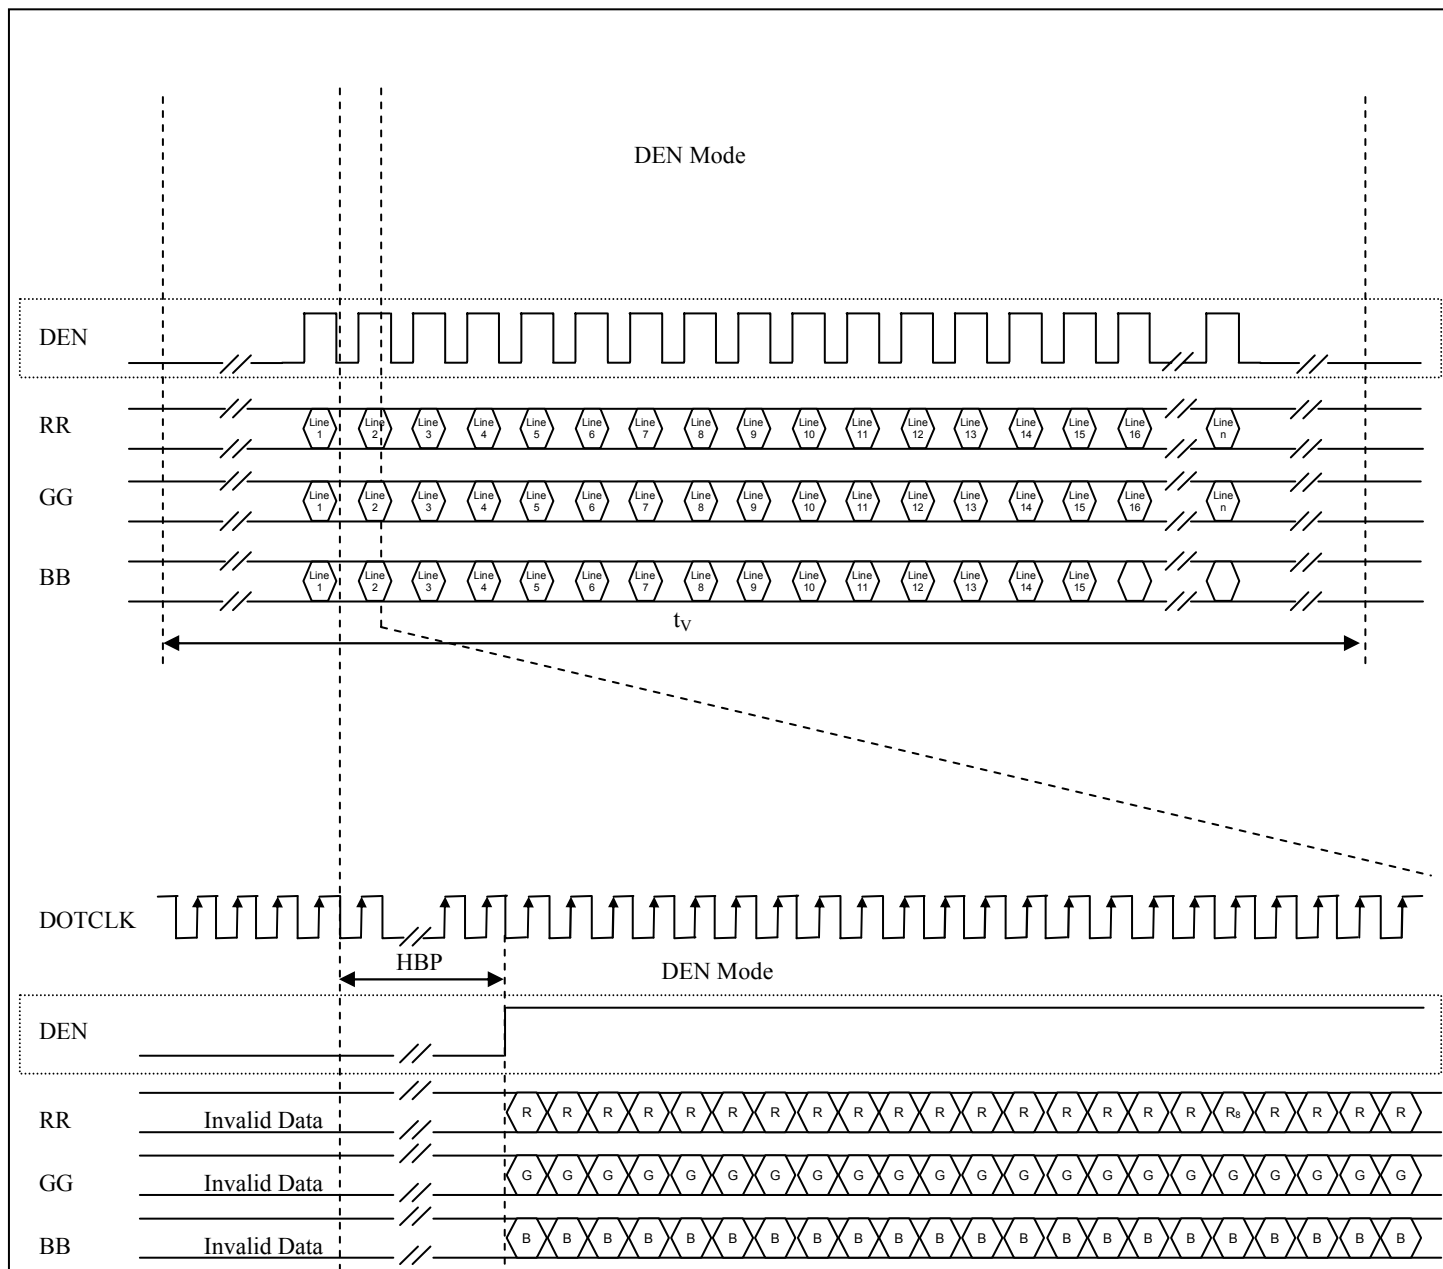 DEN Mode
DEN
RR Line 1 Line 2 Line 3 Line 4 Line 5 Line 6 Line 7 Line 8 Line 9 Line 10 Line 11 Line 12 Line 13 Line 14 Line 15 Line 16 Line n
GG Line 1 Line 2 Line 3 Line 4 Line 5 Line 6 Line 7 Line 8 Line 9 Line 10 Line 11 Line 12 Line 13 Line 14 Line 15 Line 16 Line n
BB Line 1 Line 2 Line 3 Line 4 Line 5 Line 6 Line 7 Line 8 Line 9 Line 10 Line 11 Line 12 Line 13 Line 14 Line 15
tV
DOTCLK
HBP DEN Mode
DEN
RR Invalid Data R R R R R R R R R R R R R R R R R R8 R R R R
GG Invalid Data G G G G G G G G G G G G G G G G G G G G G G
BB Invalid Data B B B B B B B B B B B B B B B B B B B B B B